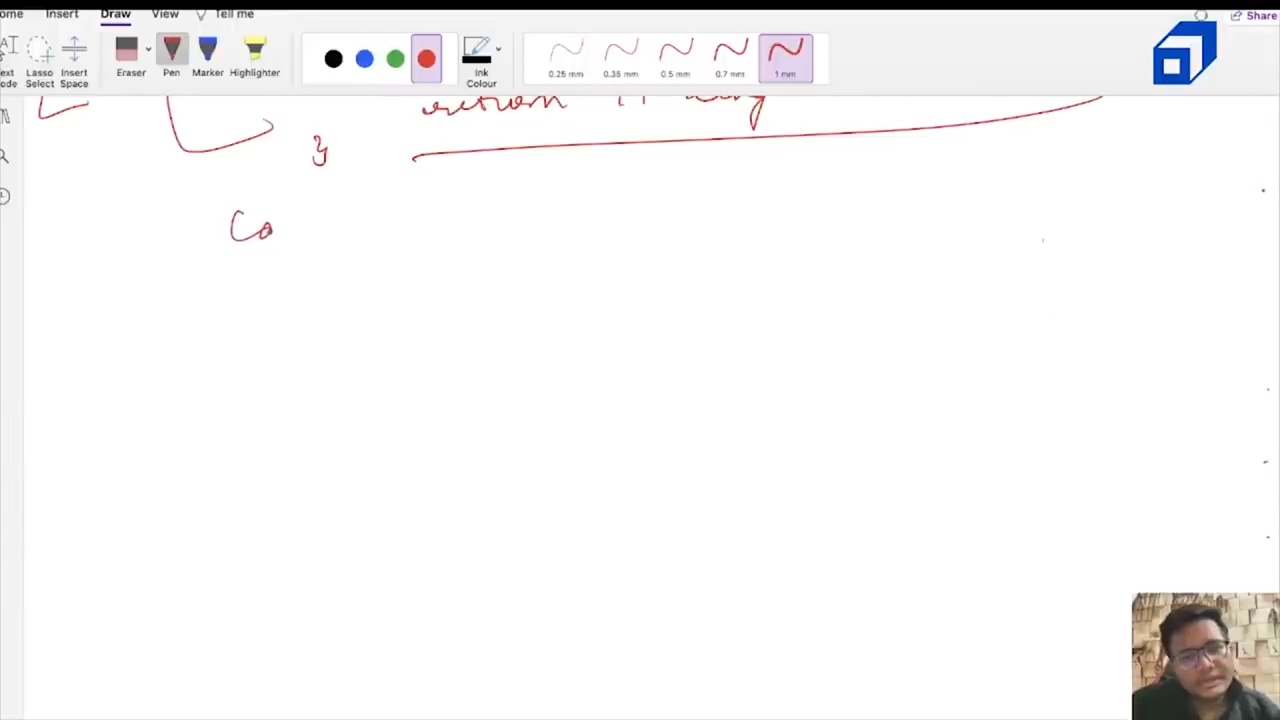 Home Insert Draw View Tell me Share
Text Mode Lasso Select Insert Space Eraser Pen Marker Highlighter Ink Colour 0.25 mm 0.35 mm 0.5 mm 0.7 mm 1 mm
return
}
Co